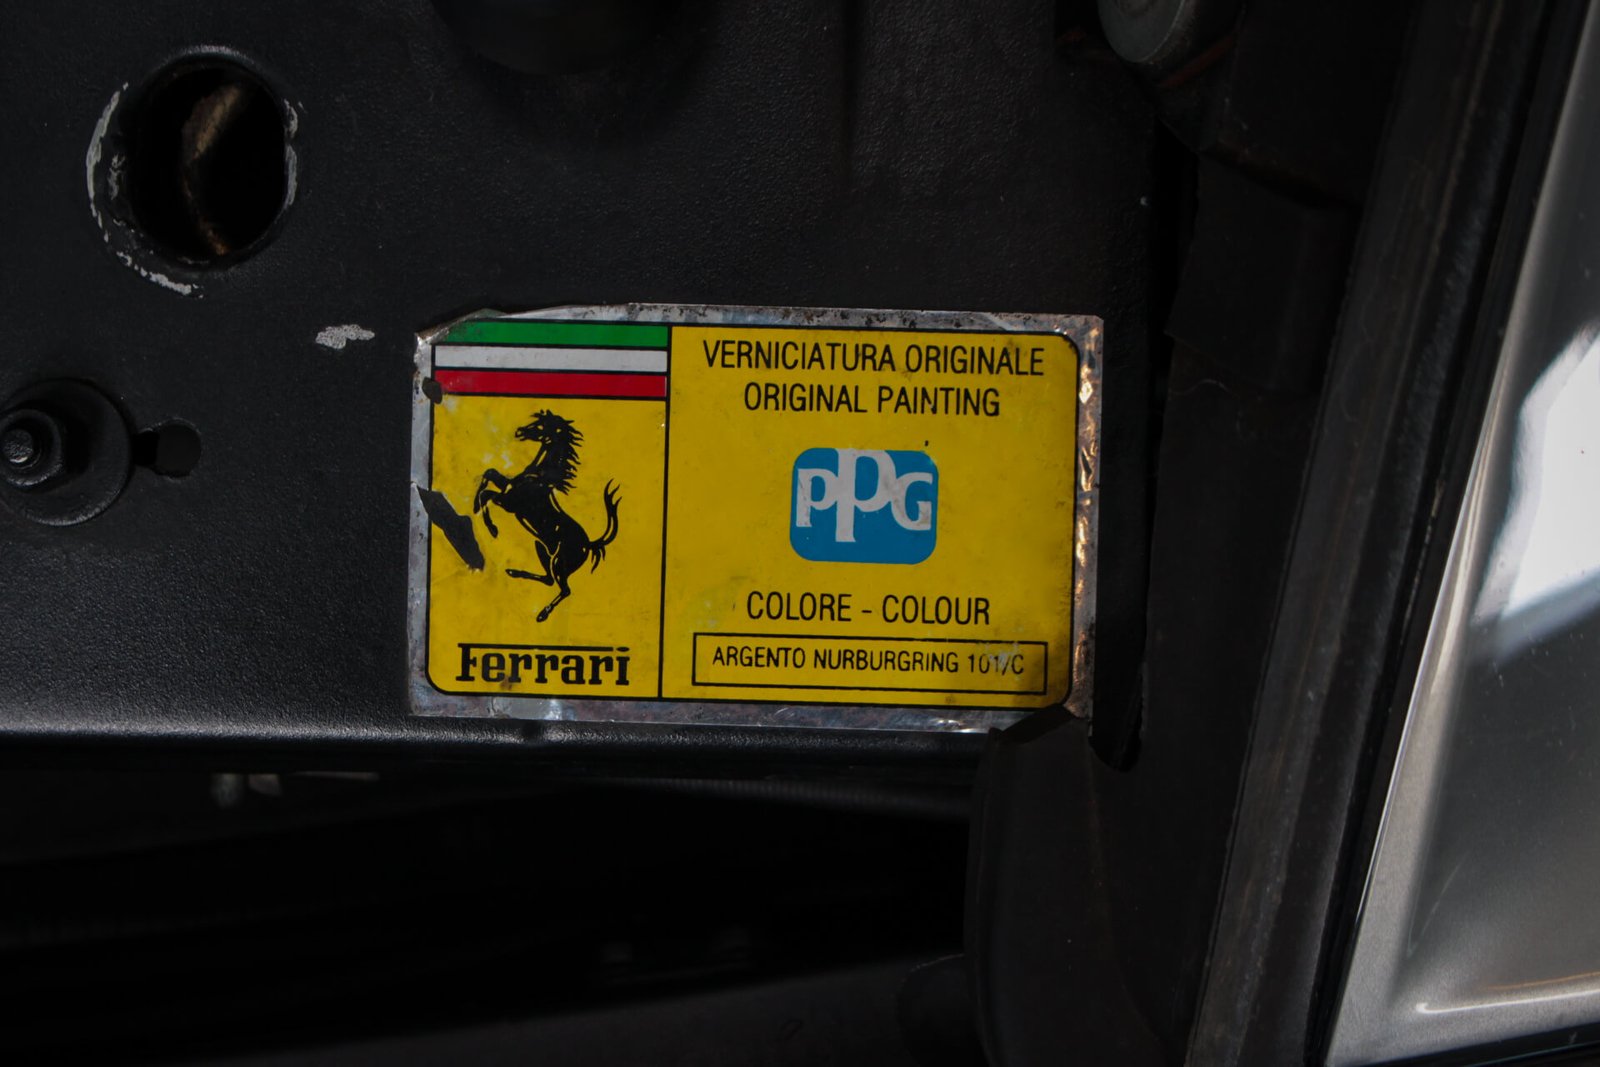 VERNICIATURA ORIGINALE
ORIGINAL PAINTING
PPG
COLORE - COLOUR
ARGENTO NURBURGRING 101/C
Ferrari